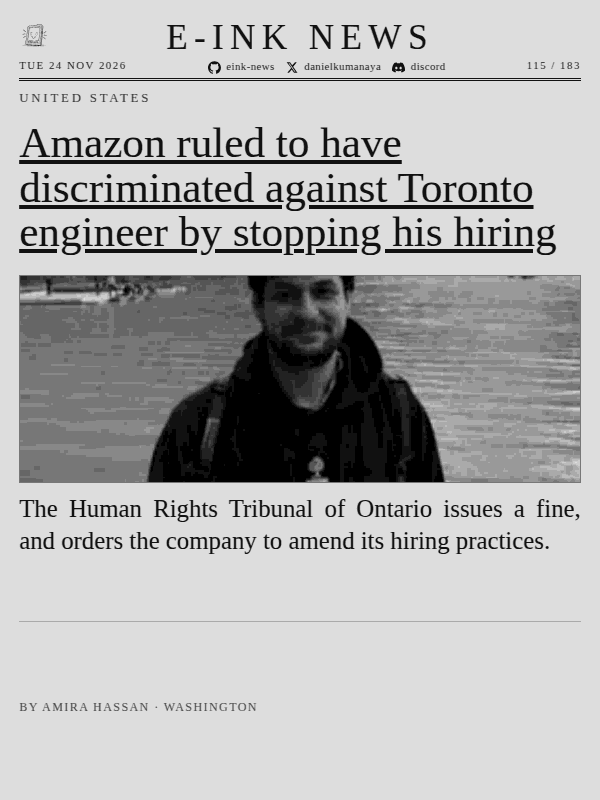 E-INK NEWS
TUE 24 NOV 2026
eink-news
danielkumanaya
discord
115 / 183
UNITED STATES
Amazon ruled to have
discriminated against Toronto
engineer by stopping his hiring
The Human Rights Tribunal of Ontario issues a fine,
and orders the company to amend its hiring practices.
BY AMIRA HASSAN · WASHINGTON